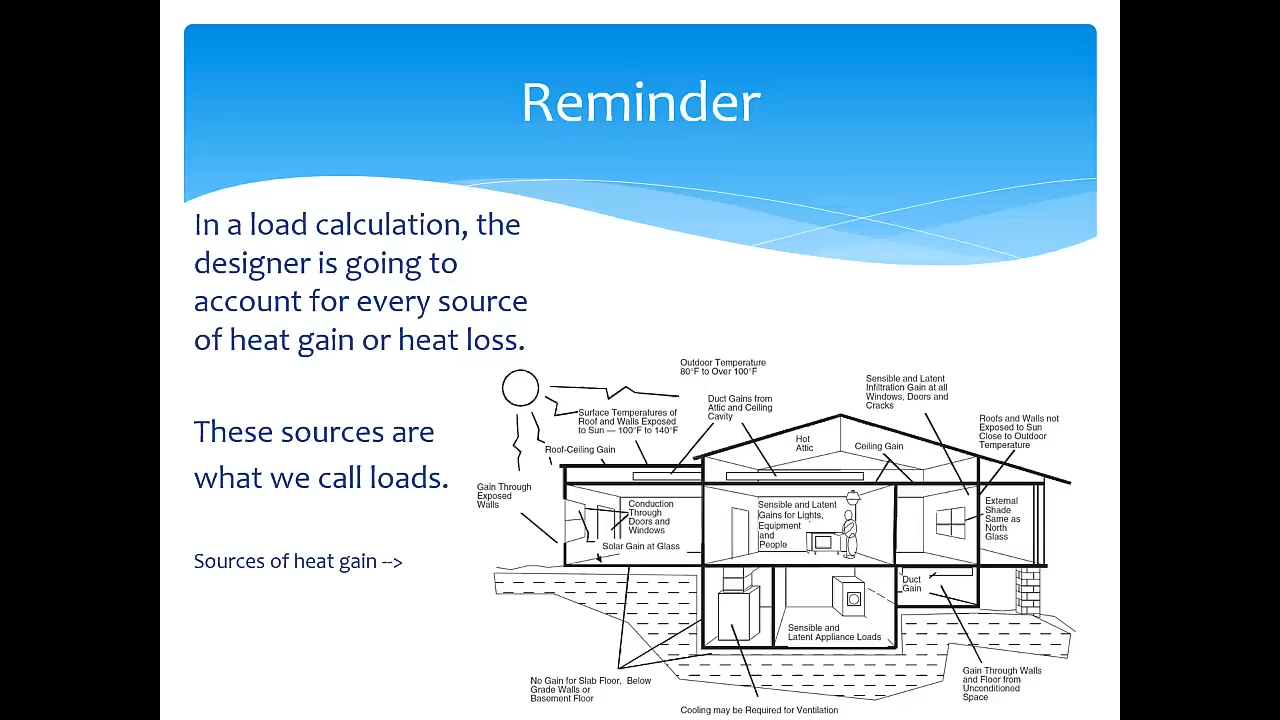 Reminder
In a load calculation, the
designer is going to
account for every source
of heat gain or heat loss.
These sources are
what we call loads.
Sources of heat gain -->
Outdoor Temperature
80°F to Over 100°F
Surface Temperatures of
Roof and Walls Exposed
to Sun — 100°F to 140°F
Duct Gains from
Attic and Ceiling
Cavity
Sensible and Latent
Infiltration Gain at all
Windows, Doors and
Cracks
Roofs and Walls not
Exposed to Sun
Close to Outdoor
Temperature
Roof-Ceiling Gain
Hot
Attic
Ceiling Gain
Gain Through
Exposed
Walls
Conduction
Through
Doors and
Windows
Solar Gain at Glass
Sensible and Latent
Gains for Lights,
Equipment
and
People
External
Shade
Same as
North
Glass
Duct
Gain
Sensible and
Latent Appliance Loads
No Gain for Slab Floor, Below
Grade Walls or
Basement Floor
Cooling may be Required for Ventilation
Gain Through Walls
and Floor from
Unconditioned
Space